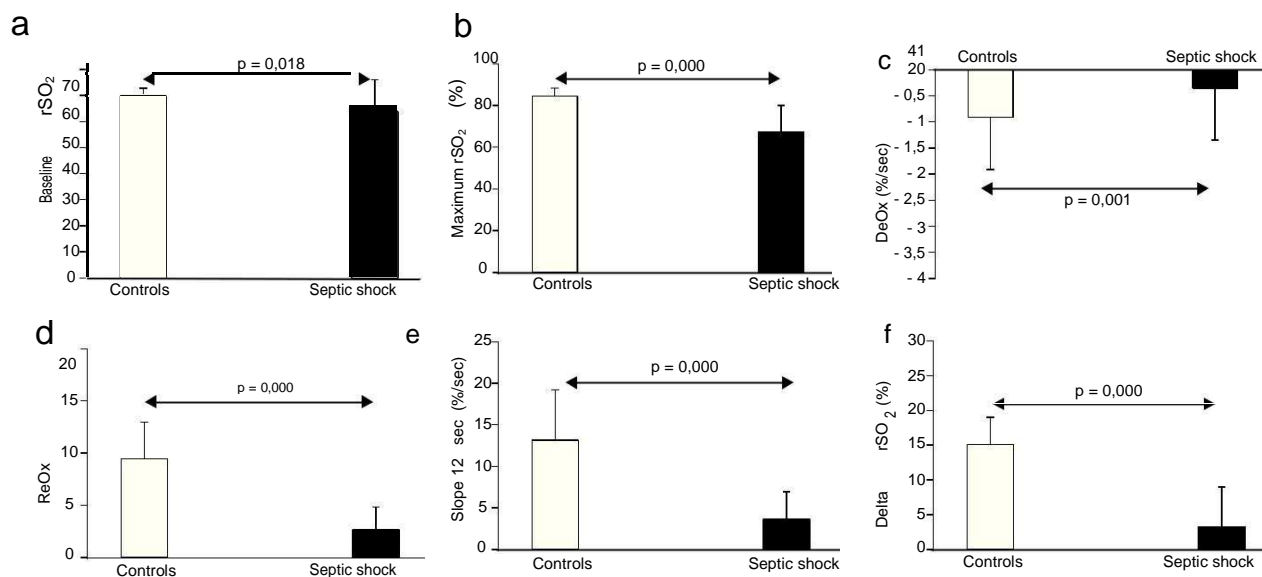 a
rSO2
Baseline
70
60
50
40
30
20
10
0
p = 0,018
Controls
Septic shock
b
Maximum rSO2 (%)
100
80
60
40
20
0
p = 0,000
Controls
Septic shock
c
DeOx (%/sec)
Controls
Septic shock
41
20
- 0,5
- 1
- 1,5
- 2
- 2,5
- 3
- 3,5
- 4
p = 0,001
d
ReOx
20
15
10
5
0
p = 0,000
Controls
Septic shock
e
Slope 12 sec (%/sec)
25
20
15
10
5
0
p = 0,000
Controls
Septic shock
f
Delta rSO2 (%)
30
25
20
15
10
5
0
p = 0,000
Controls
Septic shock